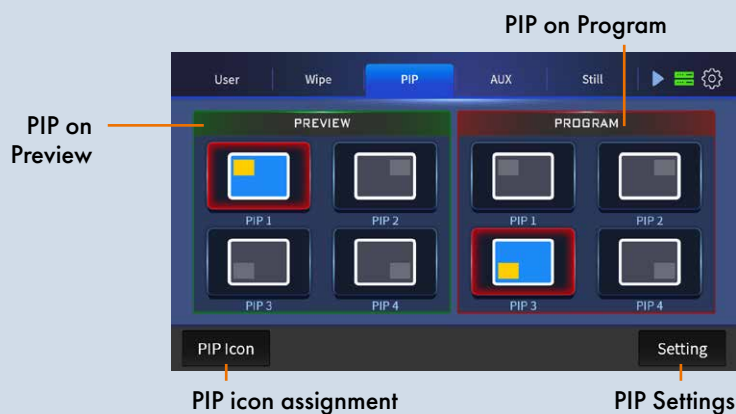 PIP on Program
User Wipe PIP AUX Still
PIP on
Preview
PREVIEW
PROGRAM
PIP 1 PIP 2 PIP 1 PIP 2
PIP 3 PIP 4 PIP 3 PIP 4
PIP Icon
Setting
PIP icon assignment
PIP Settings